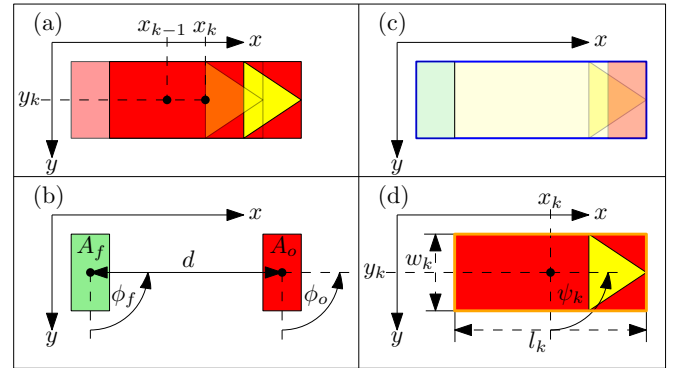 (a)
x_{k−1} x_k
x
y_k
y
(c)
x
y
(b)
x
A_f
d
A_o
ϕ_f
ϕ_o
y
(d)
x_k
x
w_k
y_k
ψ_k
y
l_k